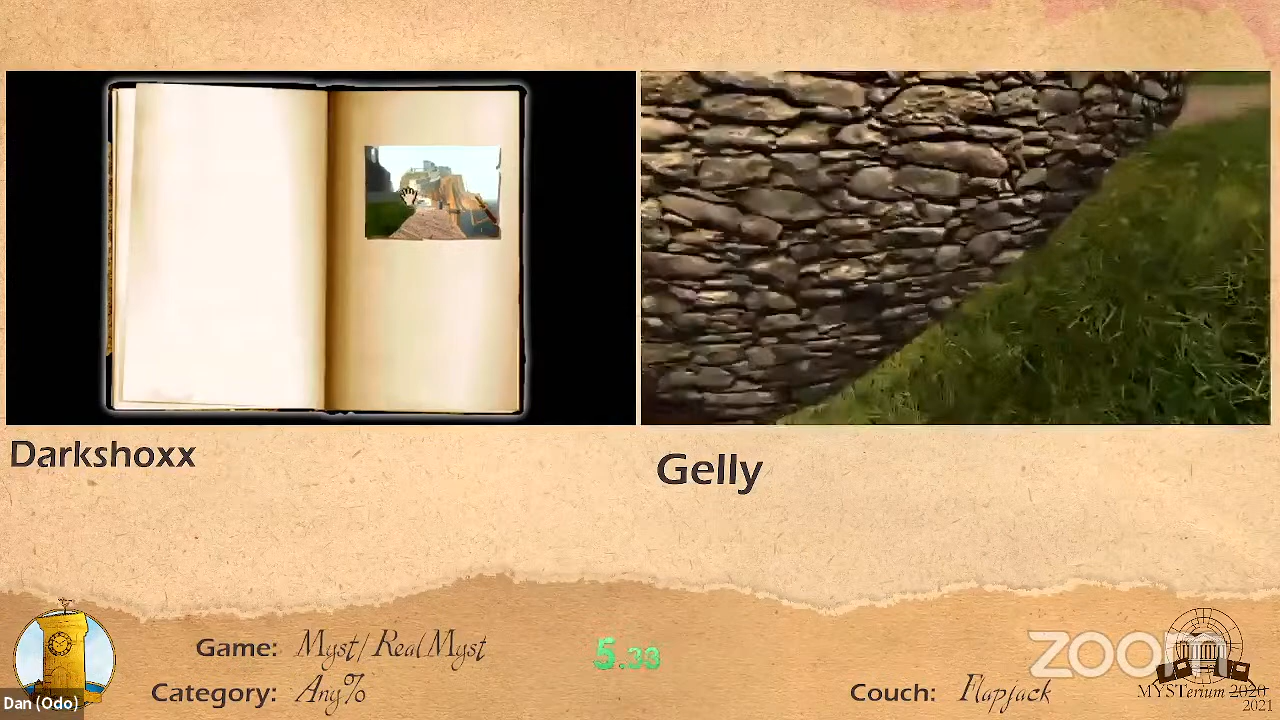 Darkshoxx
Gelly
Game: Myst/RealMyst
5.33
Category: Any%
Couch: Flapjack
zoom
MYSTerium 2020
2021
Dan (Odo)